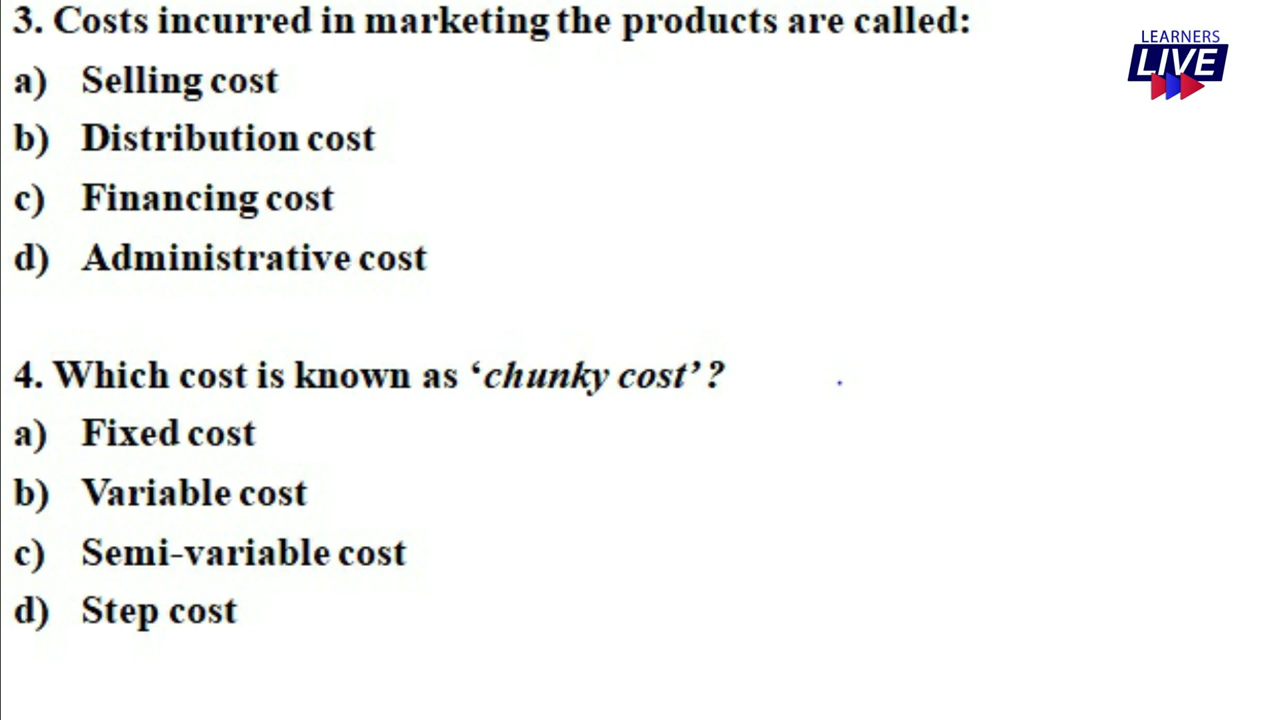 3. Costs incurred in marketing the products are called:
LEARNERS
LIVE
a) Selling cost
b) Distribution cost
c) Financing cost
d) Administrative cost
4. Which cost is known as ‘chunky cost’ ?
a) Fixed cost
b) Variable cost
c) Semi-variable cost
d) Step cost